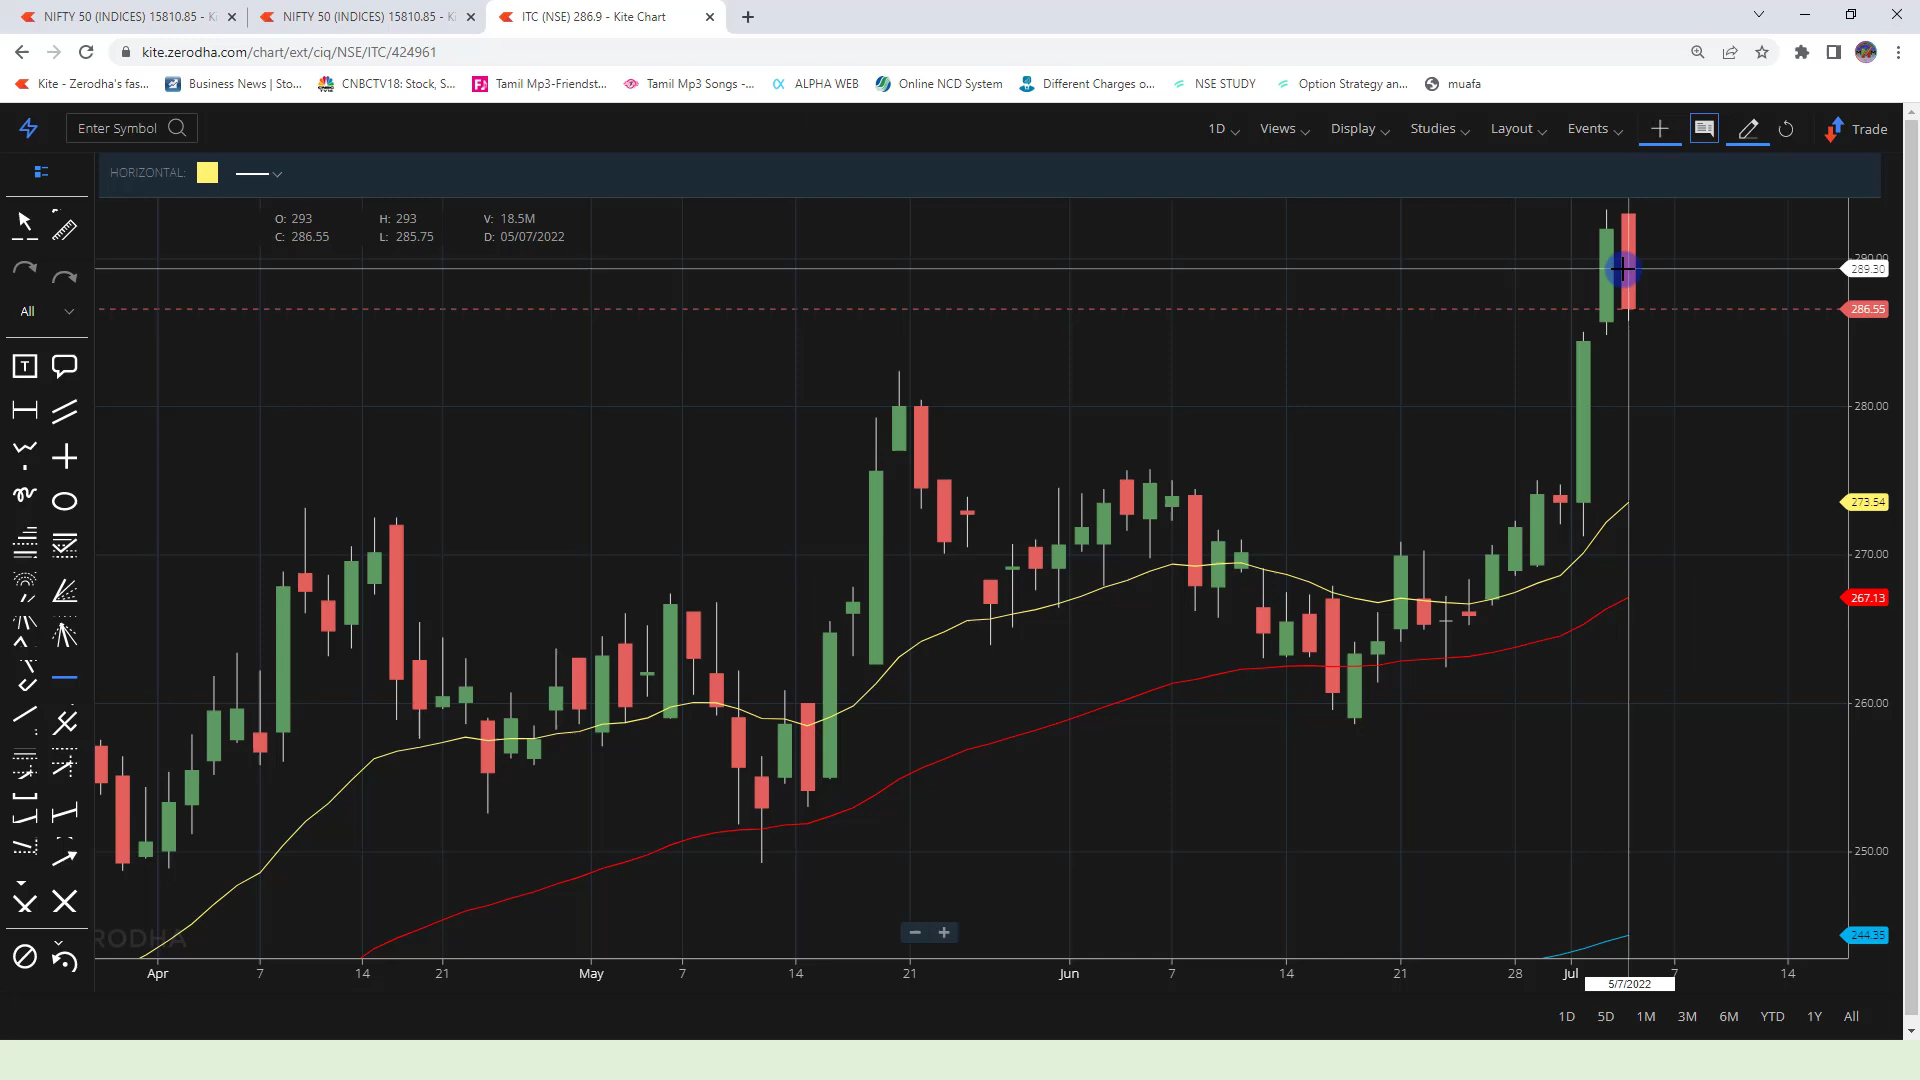 NIFTY 50 (INDICES) 15810.85 - Ki
NIFTY 50 (INDICES) 15810.85 - Ki
ITC (NSE) 286.9 - Kite Chart
kite.zerodha.com/chart/ext/ciq/NSE/ITC/424961
Kite - Zerodha's fas...
Business News | Sto...
CNBCTV18: Stock, S...
Tamil Mp3-Friendst...
Tamil Mp3 Songs -...
ALPHA WEB
Online NCD System
Different Charges o...
NSE STUDY
Option Strategy an...
muafa
Enter Symbol
1D
Views
Display
Studies
Layout
Events
Trade
HORIZONTAL:
O: 293 H: 293 V: 18.5M
C: 286.55 L: 285.75 D: 05/07/2022
All
T
290.00
289.30
286.55
280.00
273.54
270.00
267.13
260.00
250.00
244.35
RODHA
Apr 7 14 21 May 7 14 21 Jun 7 14 21 28 Jul 7 14
5/7/2022
1D 5D 1M 3M 6M YTD 1Y All